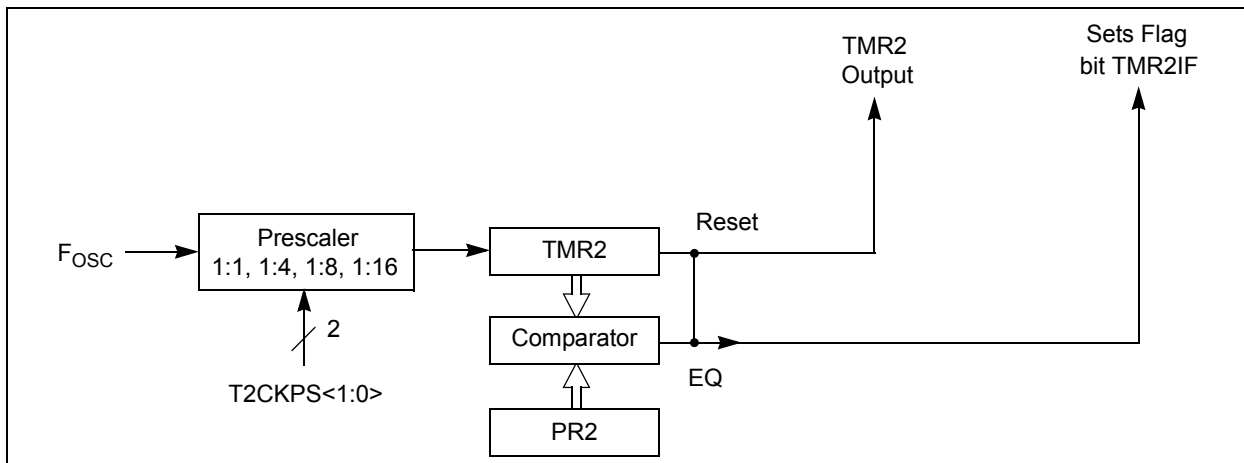 TMR2
Output
Sets Flag
bit TMR2IF
Reset
FOSC
Prescaler
1:1, 1:4, 1:8, 1:16
TMR2
2
Comparator
EQ
T2CKPS<1:0>
PR2